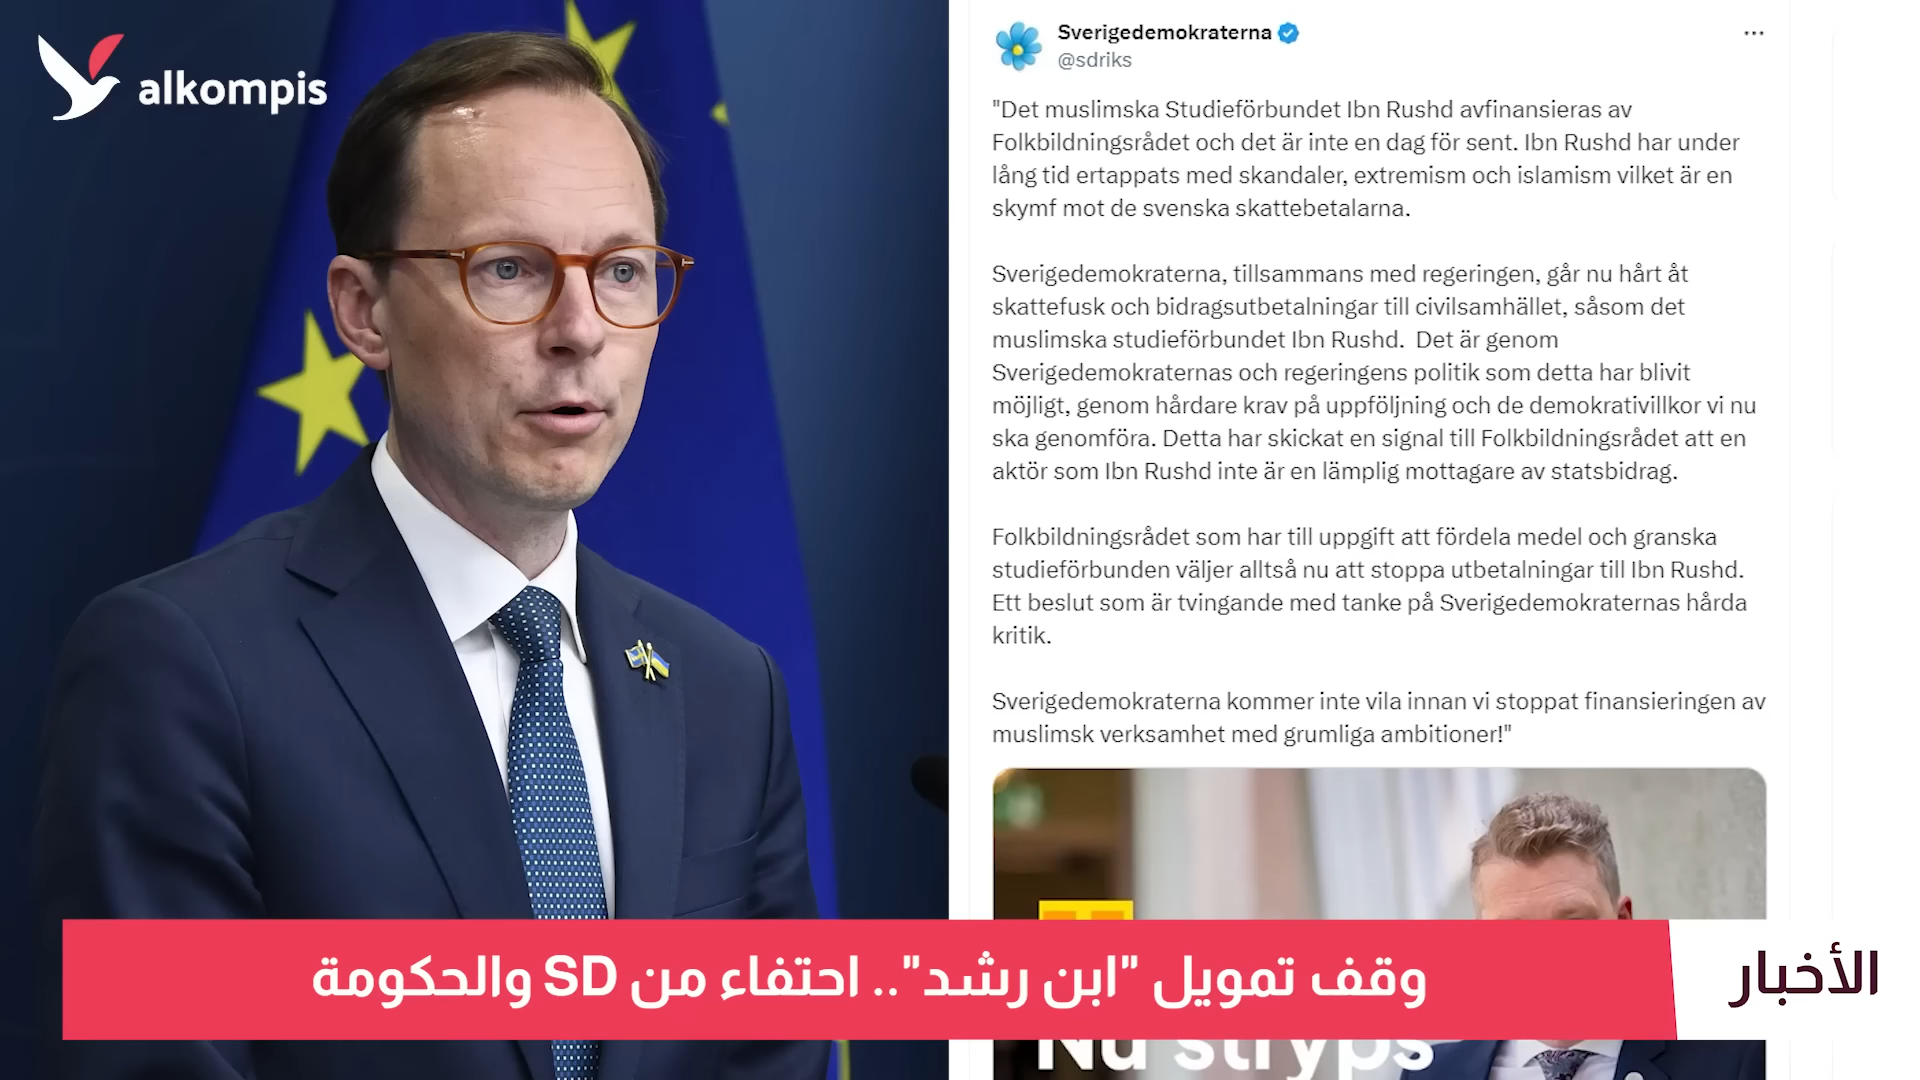 alkompis
Sverigedemokraterna
@sdriks
"Det muslimska Studieförbundet Ibn Rushd avfinansieras av
Folkbildningsrådet och det är inte en dag för sent. Ibn Rushd har under
lång tid ertappats med skandaler, extremism och islamism vilket är en
skymf mot de svenska skattebetalarna.
Sverigedemokraterna, tillsammans med regeringen, går nu hårt åt
skattefusk och bidragsutbetalningar till civilsamhället, såsom det
muslimska studieförbundet Ibn Rushd.  Det är genom
Sverigedemokraternas och regeringens politik som detta har blivit
möjligt, genom hårdare krav på uppföljning och de demokrativillkor vi nu
ska genomföra. Detta har skickat en signal till Folkbildningsrådet att en
aktör som Ibn Rushd inte är en lämplig mottagare av statsbidrag.
Folkbildningsrådet som har till uppgift att fördela medel och granska
studieförbunden väljer alltså nu att stoppa utbetalningar till Ibn Rushd.
Ett beslut som är tvingande med tanke på Sverigedemokraternas hårda
kritik.
Sverigedemokraterna kommer inte vila innan vi stoppat finansieringen av
muslimsk verksamhet med grumliga ambitioner!"
الأخبار
وقف تمويل "ابن رشد".. احتفاء من SD والحكومة
Nu stryps